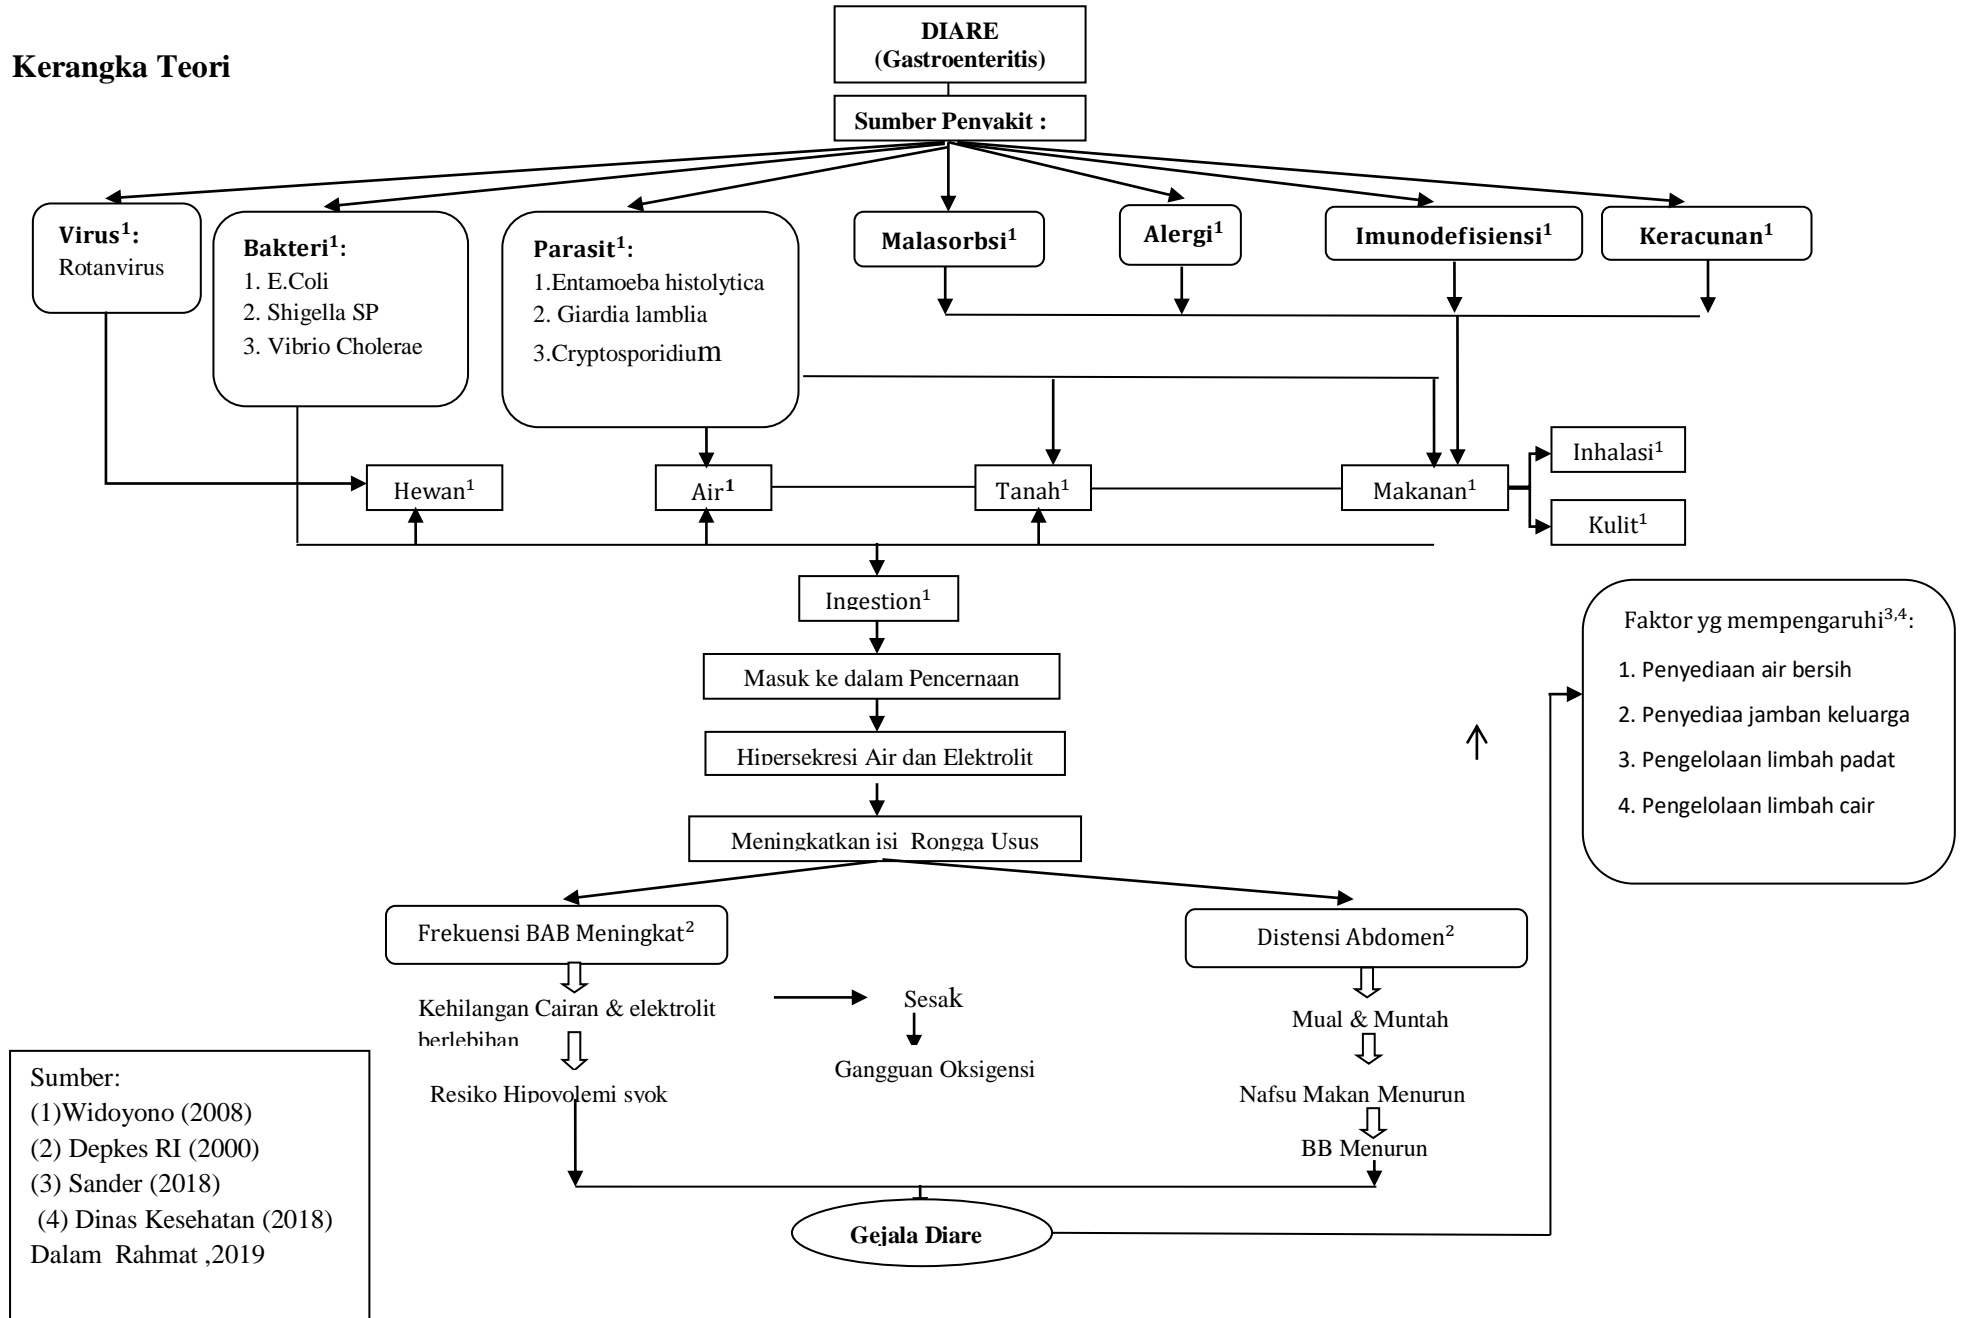 DIARE
(Gastroenteritis)
Kerangka Teori
Sumber Penvakit :
Virus¹:
Rotanvirus
Bakteri¹:
1. E.Coli
2. Shigella SP
3. Vibrio Cholerae
Parasit¹:
1.Entamoeba histolytica
2. Giardia lamblia
3.Cryptosporidium
Malasorbsi¹
Alergi¹
Imunodefisiensi¹
Keracunan¹
Hewan¹
Air¹
Tanah¹
Makanan¹
Inhalasi¹
Kulit¹
Ingestion¹
Masuk ke dalam Pencernaan
Hipersekresi Air dan Elektrolit
Meningkatkan isi Rongga Usus
Faktor yg mempengaruhi³,⁴:
1. Penyediaan air bersih
2. Penyediaa jamban keluarga
3. Pengelolaan limbah padat
4. Pengelolaan limbah cair
Frekuensi BAB Meningkat²
Kehilangan Cairan & elektrolit
berlebihan
Resiko Hipovolemi syok
Sesak
Gangguan Oksigensi
Distensi Abdomen²
Mual & Muntah
Nafsu Makan Menurun
BB Menurun
Gejala Diare
Sumber:
(1)Widoyono (2008)
(2) Depkes RI (2000)
(3) Sander (2018)
(4) Dinas Kesehatan (2018)
Dalam Rahmat ,2019